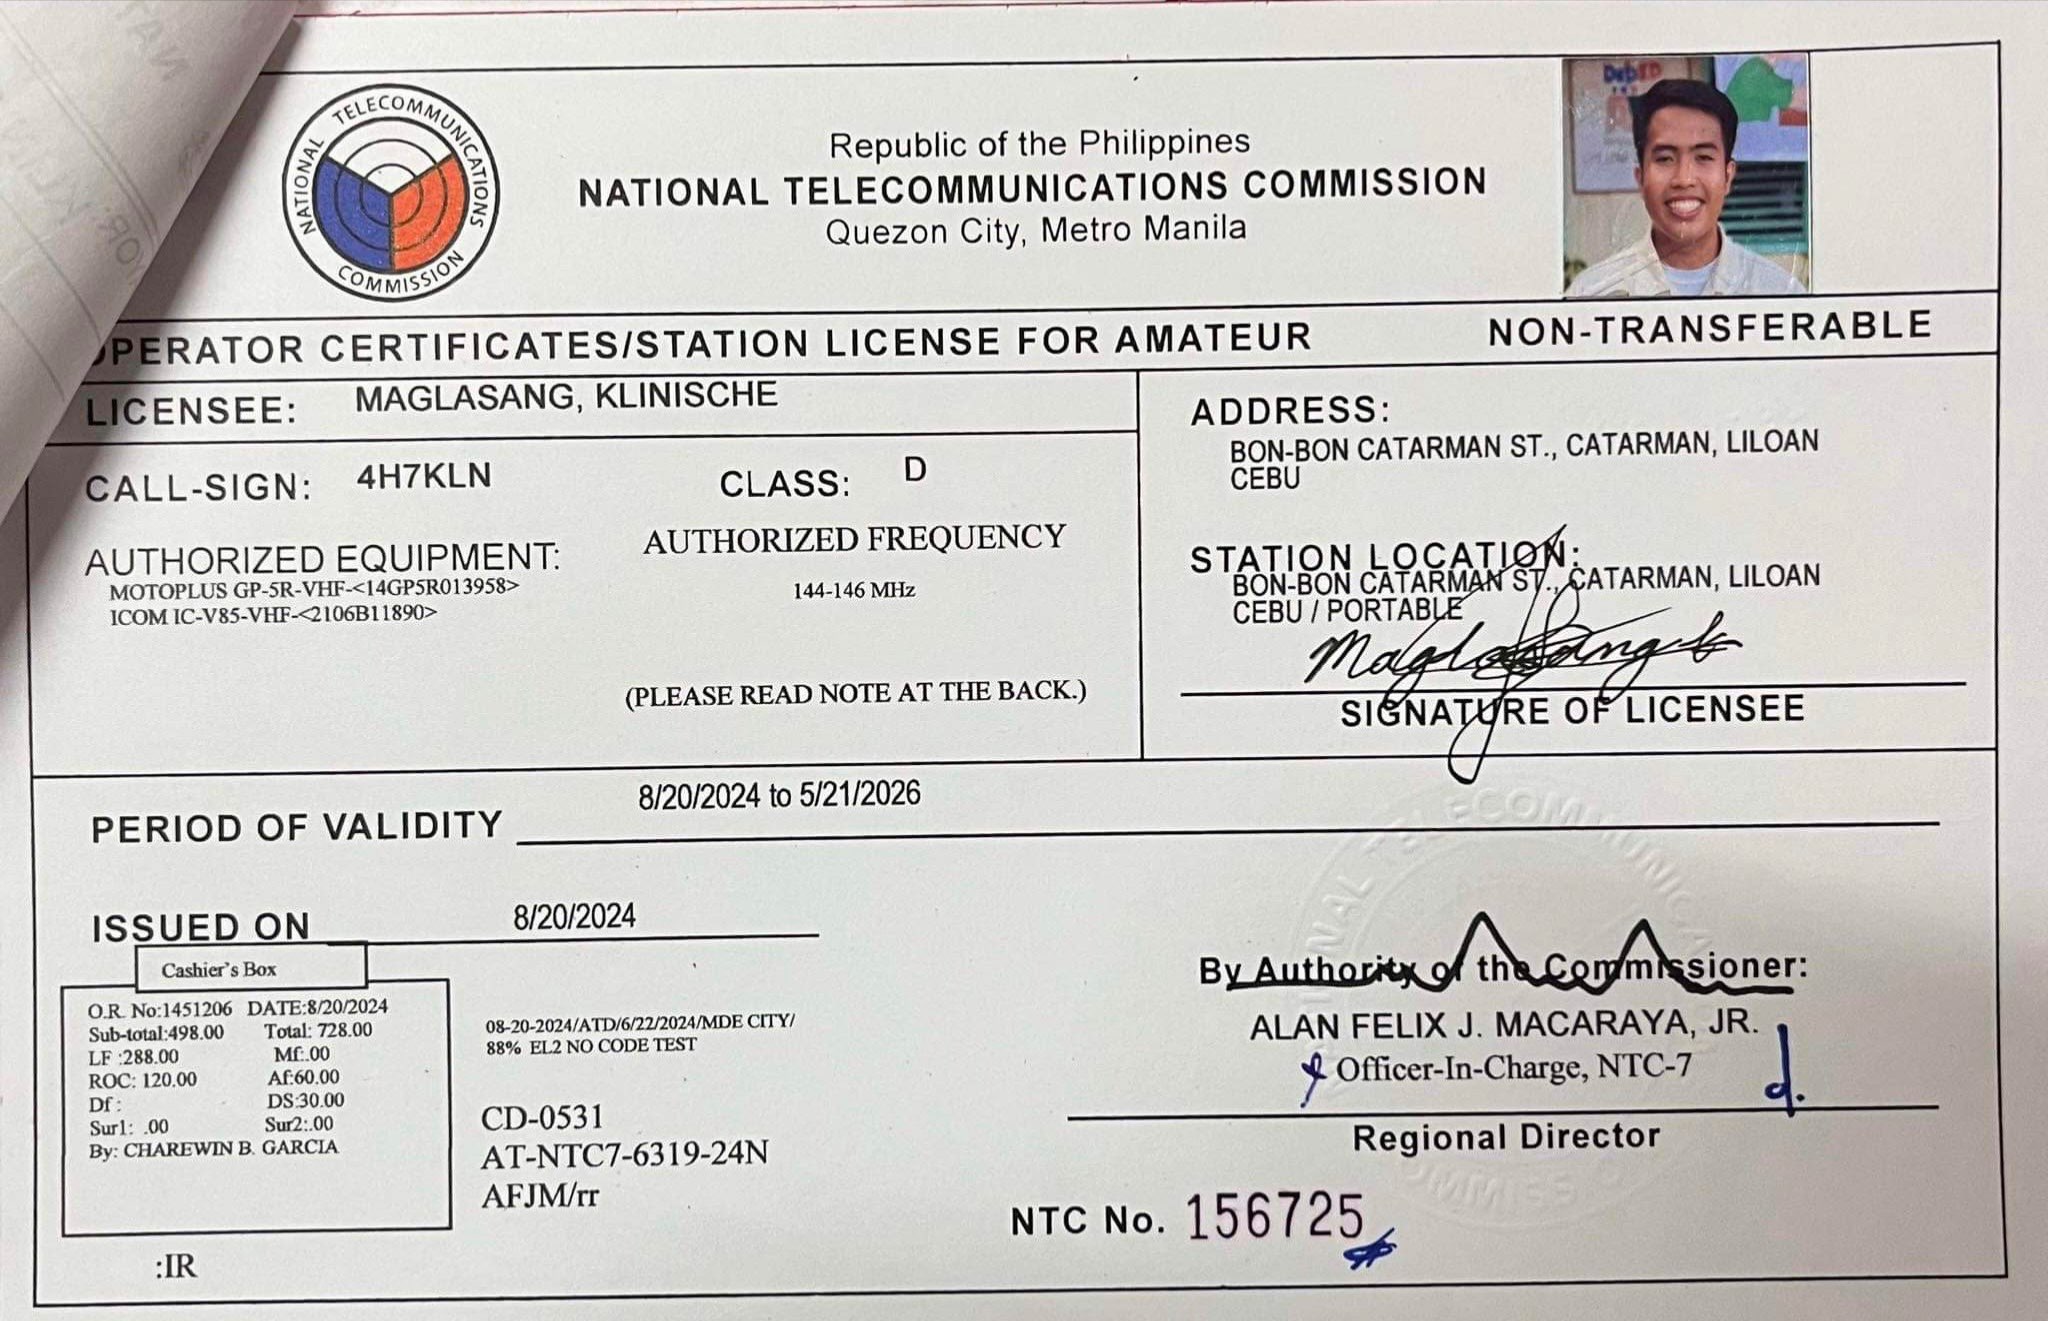 NATIONAL TELECOMMUNICATIONS COMMISSION
Republic of the Philippines
NATIONAL TELECOMMUNICATIONS COMMISSION
Quezon City, Metro Manila
OPERATOR CERTIFICATES/STATION LICENSE FOR AMATEUR NON-TRANSFERABLE
LICENSEE: MAGLASANG, KLINISCHE
CALL-SIGN: 4H7KLN CLASS: D
AUTHORIZED EQUIPMENT:
MOTOPLUS GP-5R-VHF-<14GP5R013958>
ICOM IC-V85-VHF-<2106B11890>
AUTHORIZED FREQUENCY
144-146 MHz
(PLEASE READ NOTE AT THE BACK.)
ADDRESS:
BON-BON CATARMAN ST., CATARMAN, LILOAN
CEBU
STATION LOCATION:
BON-BON CATARMAN ST., CATARMAN, LILOAN
CEBU / PORTABLE
Maglasang
SIGNATURE OF LICENSEE
PERIOD OF VALIDITY 8/20/2024 to 5/21/2026
ISSUED ON 8/20/2024
Cashier's Box
O.R. No:1451206 DATE:8/20/2024
Sub-total:498.00 Total: 728.00
LF :288.00 Mf:.00
ROC: 120.00 Af:60.00
Df : DS:30.00
Sur1: .00 Sur2:.00
By: CHAREWIN B. GARCIA
:IR
08-20-2024/ATD/6/22/2024/MDE CITY/
88% EL2 NO CODE TEST
CD-0531
AT-NTC7-6319-24N
AFJM/rr
By Authority of the Commissioner:
ALAN FELIX J. MACARAYA, JR.
Officer-In-Charge, NTC-7
Regional Director
NTC No. 156725